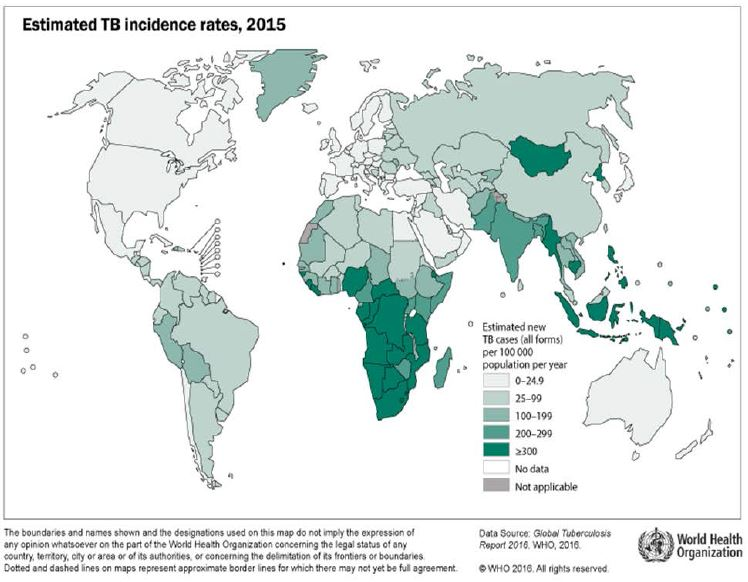 Estimated TB incidence rates, 2015
Estimated new
TB cases (all forms)
per 100 000
population per year
0–24.9
25–99
100–199
200–299
≥300
No data
Not applicable
The boundaries and names shown and the designations used on this map do not imply the expression of
any opinion whatsoever on the part of the World Health Organization concerning the legal status of any
country, territory, city or area or of its authorities, or concerning the delimitation of its frontiers or boundaries.
Dotted and dashed lines on maps represent approximate border lines for which there may not yet be full agreement.
Data Source: Global Tuberculosis
Report 2016. WHO, 2016.
© WHO 2016. All rights reserved.
World Health
Organization